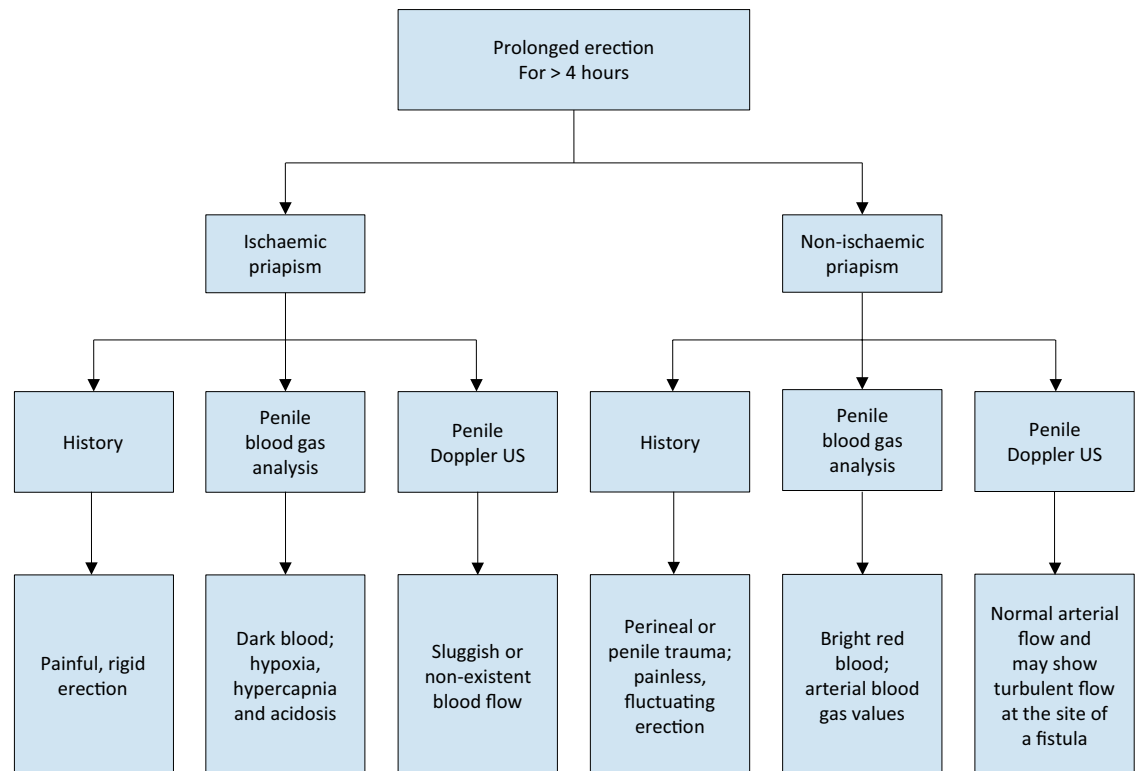 Prolonged erection
For > 4 hours
Ischaemic
priapism
Non-ischaemic
priapism
History
Penile
blood gas
analysis
Penile
Doppler US
History
Penile
blood gas
analysis
Penile
Doppler US
Painful, rigid
erection
Dark blood;
hypoxia,
hypercapnia
and acidosis
Sluggish or
non-existent
blood flow
Perineal or
penile trauma;
painless,
fluctuating
erection
Bright red
blood;
arterial blood
gas values
Normal arterial
flow and
may show
turbulent flow
at the site of
a fistula